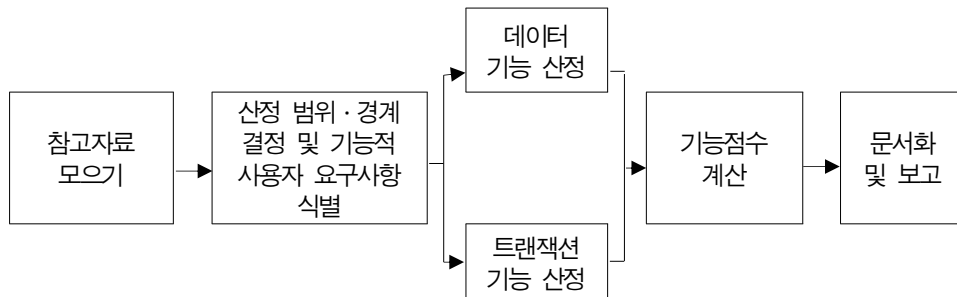 참고자료
모으기
산정 범위 · 경계
결정 및 기능적
사용자 요구사항
식별
데이터
기능 산정
트랜잭션
기능 산정
기능점수
계산
문서화
및 보고